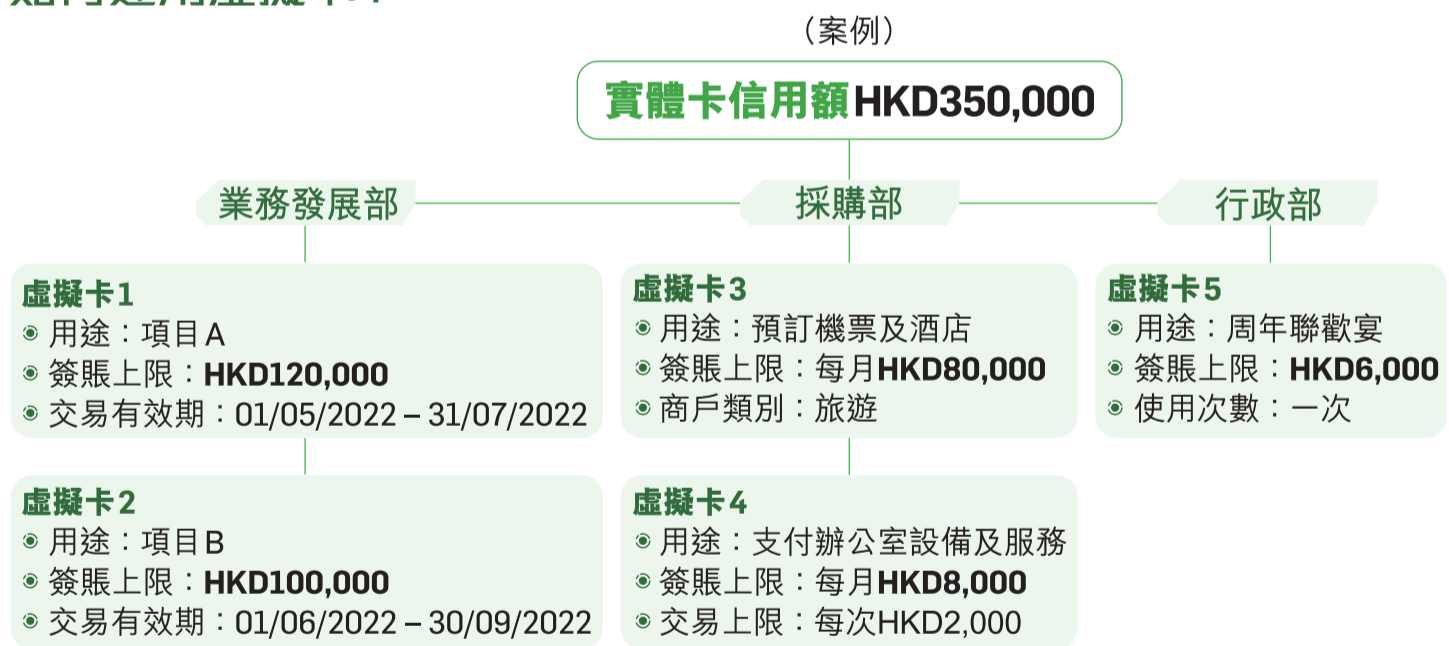 （案例）
實體卡信用額HKD350,000
業務發展部
採購部
行政部
虛擬卡1
用途：項目A
簽賬上限：HKD120,000
交易有效期：01/05/2022 – 31/07/2022
虛擬卡2
用途：項目B
簽賬上限：HKD100,000
交易有效期：01/06/2022 – 30/09/2022
虛擬卡3
用途：預訂機票及酒店
簽賬上限：每月HKD80,000
商戶類別：旅遊
虛擬卡4
用途：支付辦公室設備及服務
簽賬上限：每月HKD8,000
交易上限：每次HKD2,000
虛擬卡5
用途：周年聯歡宴
簽賬上限：HKD6,000
使用次數：一次